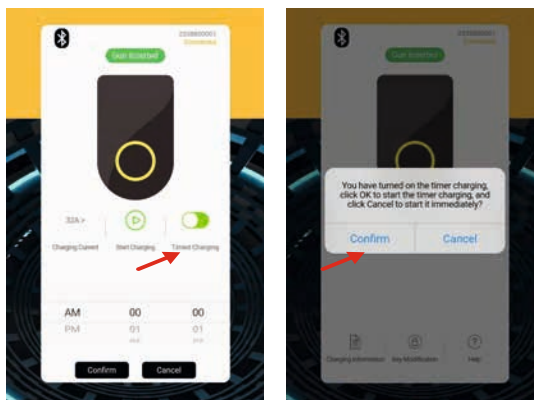 Gun Inserted
32A >
Charging Current
Start Charging
Timed Charging
AM 00 00
PM 01 01
Confirm
Cancel
Gun Inserted
You have turned on the timer charging,
click OK to start the timer charging, and
click Cancel to start it immediately?
Confirm
Cancel
Charging Information
Key Modification
Help